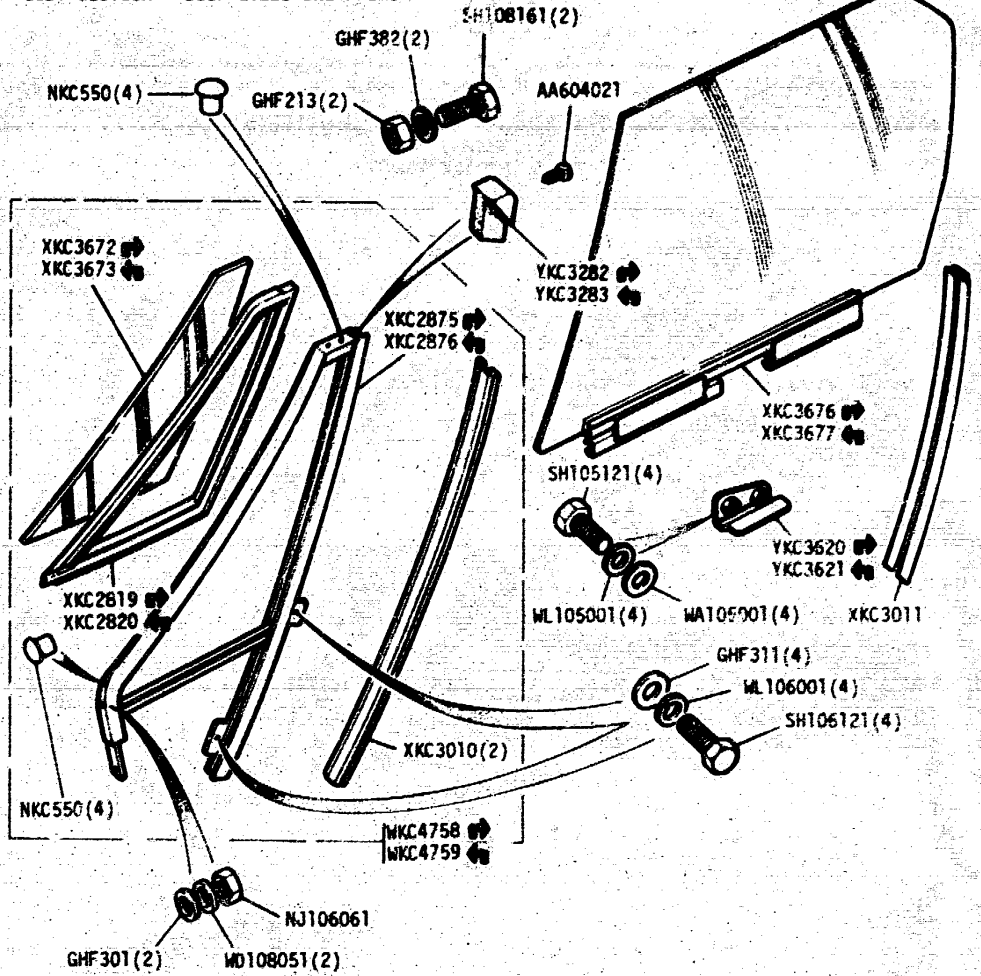 SH108161(2)
GHF382(2)
NKC550(4)
GHF213(2)
AA604021
XKC3672
XKC3673
YKC3282
YKC3283
XKC2875
XKC2876
XKC3676
XKC3677
SH105121(4)
YKC3620
YKC3621
XKC2819
XKC2820
WL105001(4)
WA105001(4)
XKC3011
GHF311(4)
WL106001(4)
SH106121(4)
XKC3010(2)
NKC550(4)
WKC4758
WKC4759
NJ106061
GHF301(2)
WD108051(2)